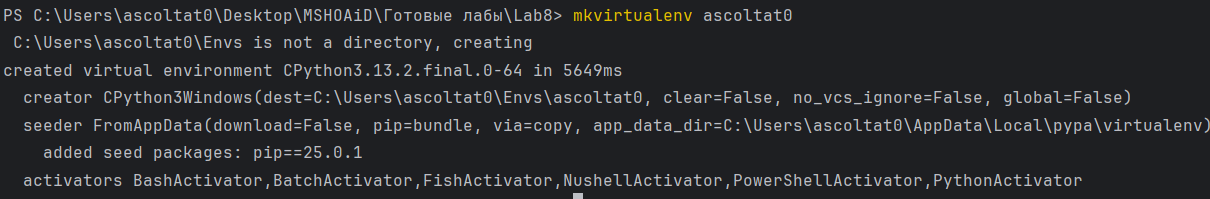 PS C:\Users\ascoltat0\Desktop\MSHOAiD\Готовые лабы\Lab8> mkvirtualenv ascoltat0
C:\Users\ascoltat0\Envs is not a directory, creating
created virtual environment CPython3.13.2.final.0-64 in 5649ms
creator CPython3Windows(dest=C:\Users\ascoltat0\Envs\ascoltat0, clear=False, no_vcs_ignore=False, global=False)
seeder FromAppData(download=False, pip=bundle, via=copy, app_data_dir=C:\Users\ascoltat0\AppData\Local\pypa\virtualenv)
added seed packages: pip==25.0.1
activators BashActivator,BatchActivator,FishActivator,NushellActivator,PowerShellActivator,PythonActivator